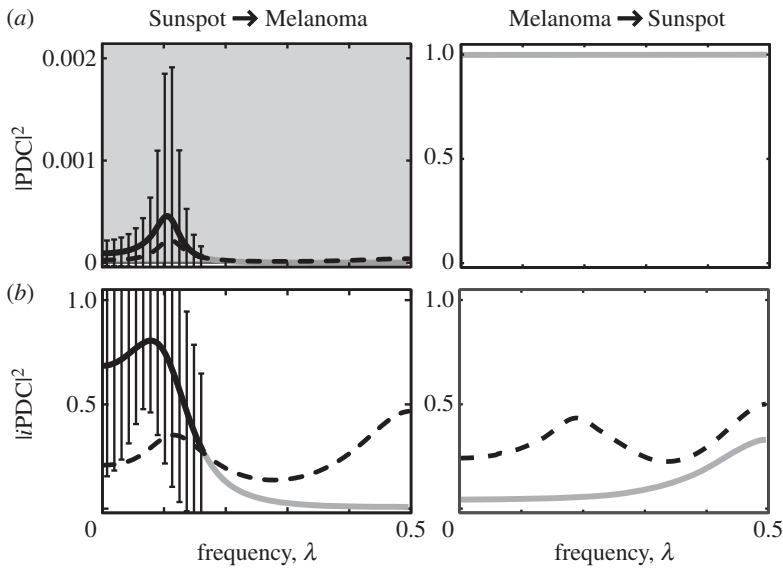 (a) Sunspot → Melanoma Melanoma → Sunspot
0.002 1.0
|PDC|² 0.001 0.5
0 0
(b) 1.0 1.0
|iPDC|² 0.5 0.5
0 0.5 0 0.5
frequency, λ frequency, λ